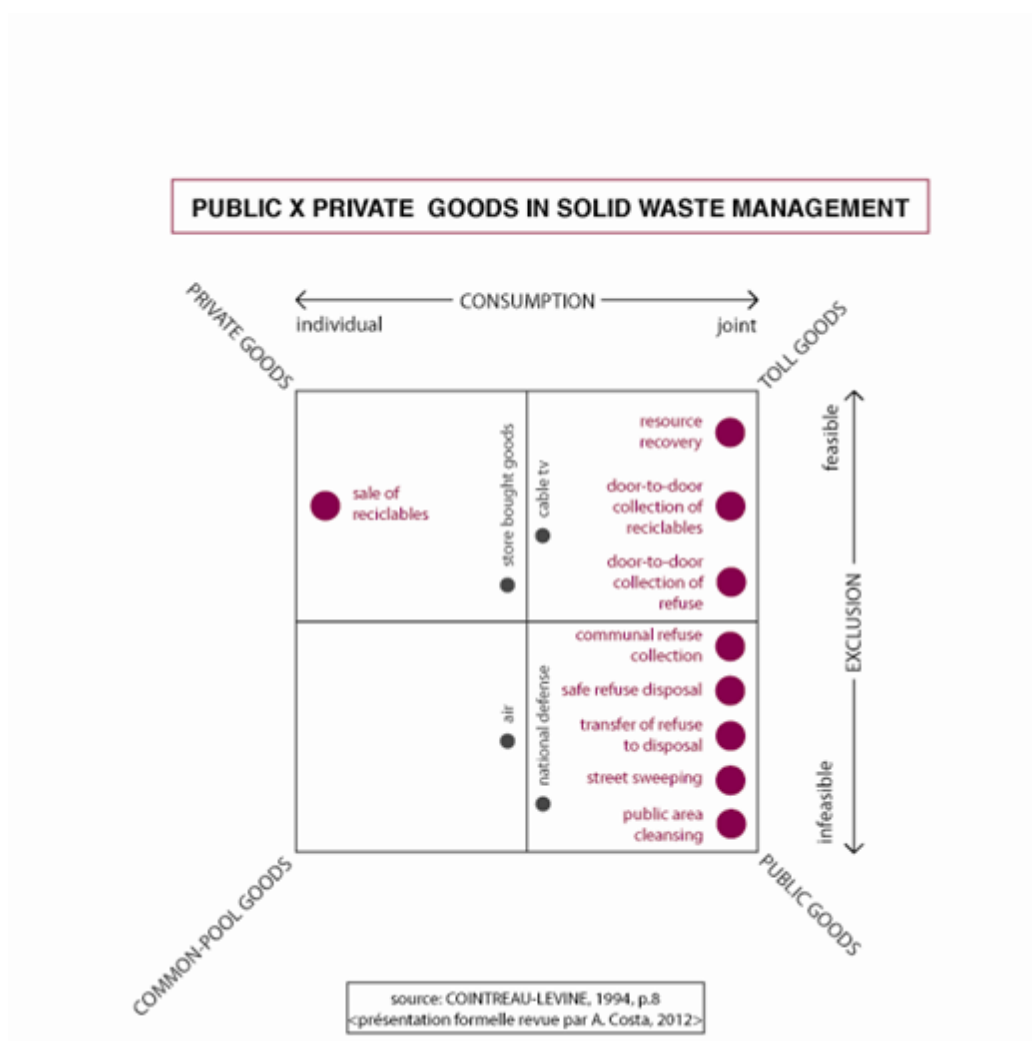 PUBLIC X PRIVATE GOODS IN SOLID WASTE MANAGEMENT
PRIVATE GOODS
CONSUMPTION
individual
joint
TOLL GOODS
store bought goods
cable tv
resource
recovery
feasible
sale of
reciclables
door-to-door
collection of
reciclables
door-to-door
collection of
refuse
EXCLUSION
air
national defense
communal refuse
collection
safe refuse disposal
transfer of refuse
to disposal
street sweeping
public area
cleansing
infeasible
COMMON-POOL GOODS
PUBLIC GOODS
source: COINTREAU-LEVINE, 1994, p.8
<présentation formelle revue par A. Costa, 2012>